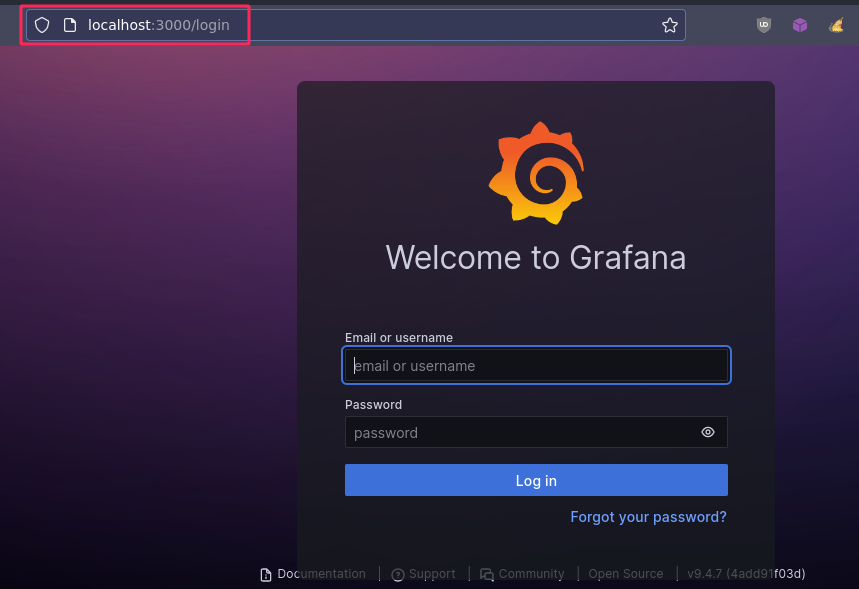 localhost:3000/login
UD
Welcome to Grafana
Email or username
email or username
Password
password
Log in
Forgot your password?
Documentation | Support | Community | Open Source | v9.4.7 (4add91f03d)